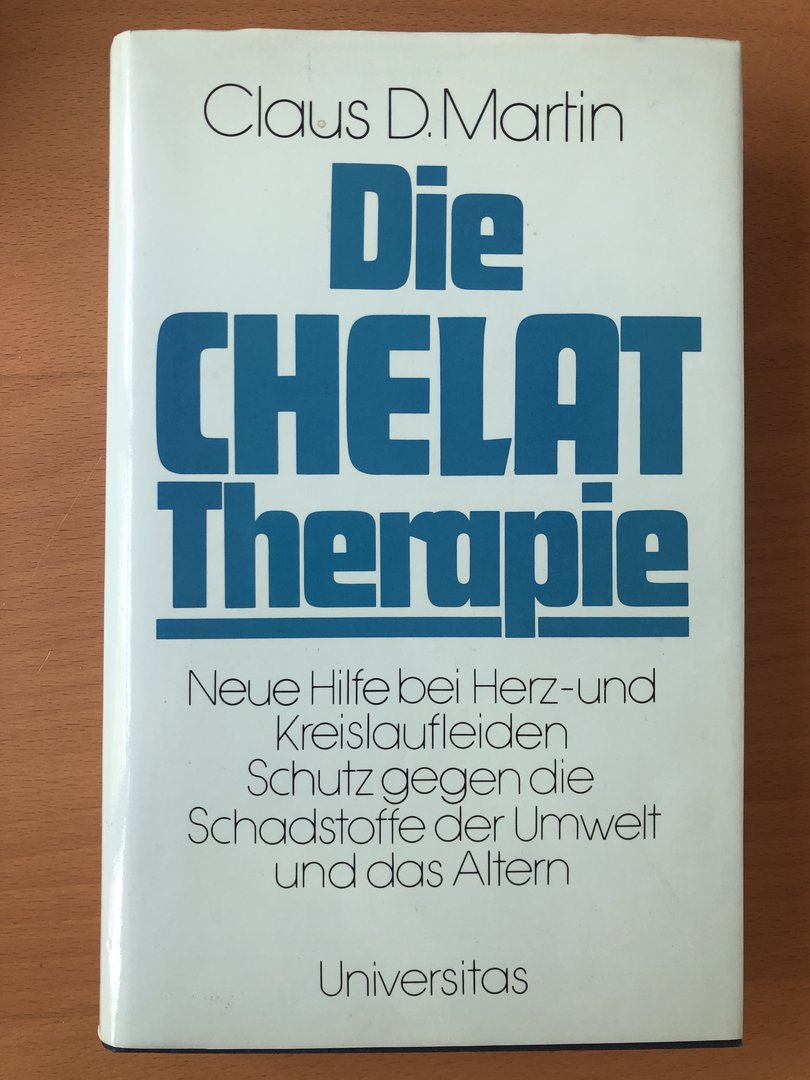 Claus D. Martin
Die
CHELAT
Therapie
Neue Hilfe bei Herz-und
Kreislaufleiden
Schutz gegen die
Schadstoffe der Umwelt
und das Altern
Universitas